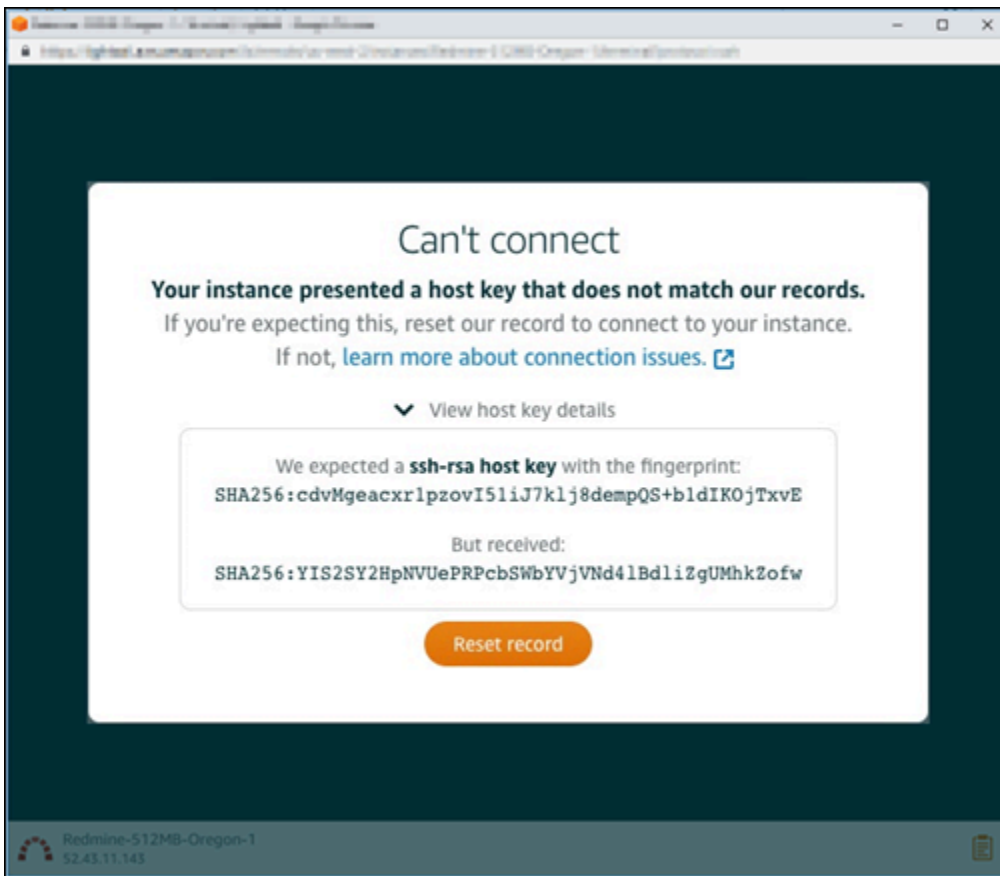 Can't connect
Your instance presented a host key that does not match our records.
If you're expecting this, reset our record to connect to your instance.
If not, learn more about connection issues.
View host key details
We expected a ssh-rsa host key with the fingerprint:
SHA256:cdvMgeacxr1pzovI51iJ7klj8dempQS+b1dIKOjTxvE
But received:
SHA256:YIS2SY2HpNVUePRPcbSWbYVjVNd41BdliZgUMhkZofw
Reset record
Redmine-512MB-Oregon-1
52.43.11.143